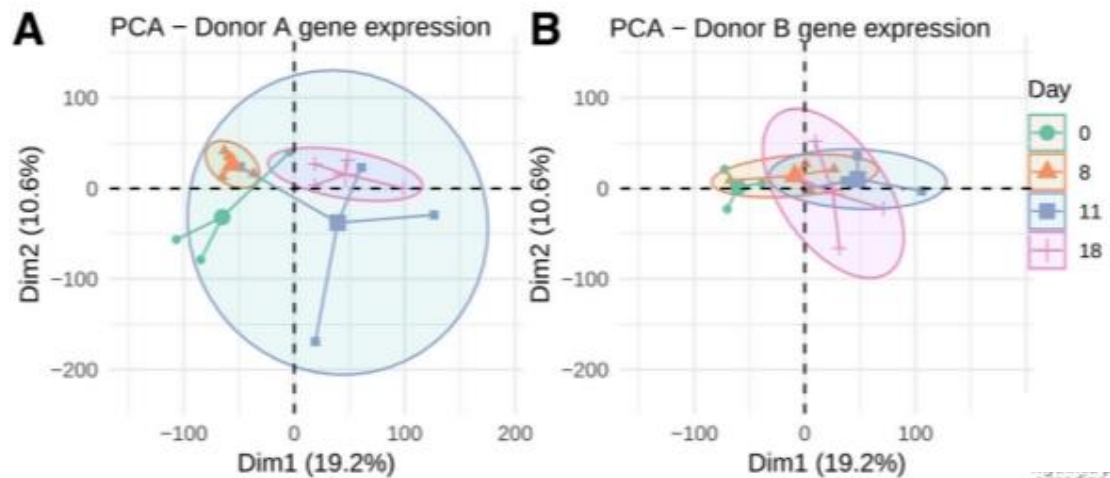 A
PCA − Donor A gene expression
100
0
−100
−200
Dim2 (10.6%)
−100 0 100 200
Dim1 (19.2%)
B
PCA − Donor B gene expression
100
0
−100
−200
Dim2 (10.6%)
−100 0 100
Dim1 (19.2%)
Day
0
8
11
18